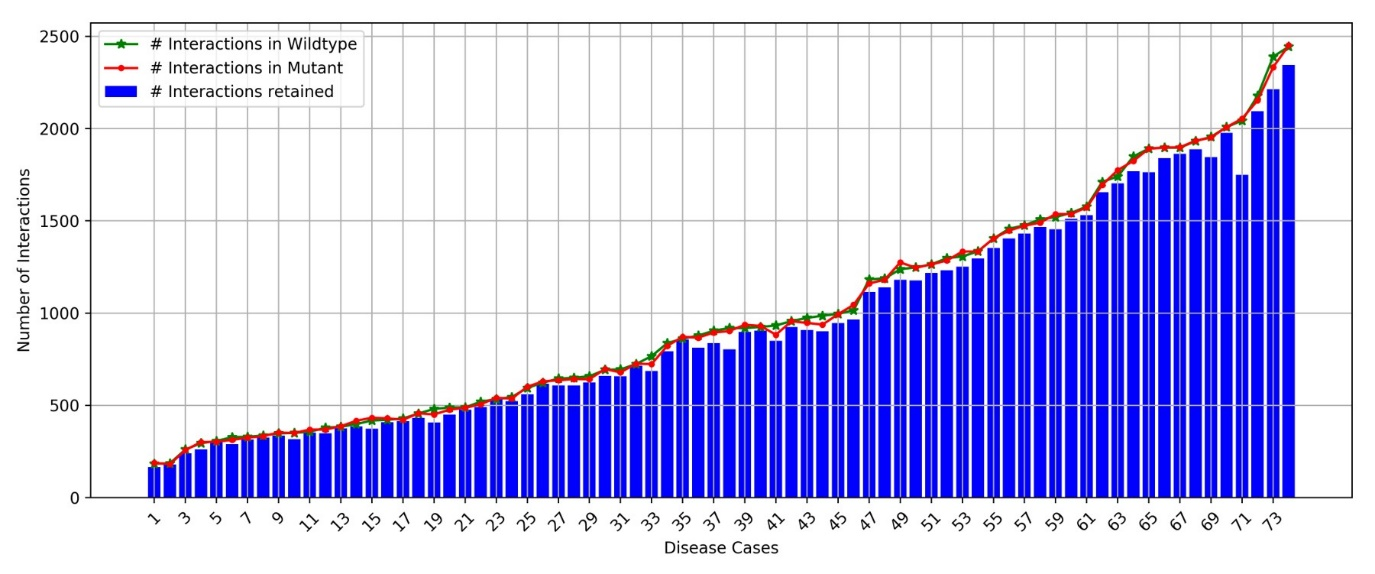 2500
2000
1500
1000
500
0
Number of Interactions
# Interactions in Wildtype
# Interactions in Mutant
# Interactions retained
1 3 5 7 9 11 13 15 17 19 21 23 25 27 29 31 33 35 37 39 41 43 45 47 49 51 53 55 57 59 61 63 65 67 69 71 73
Disease Cases